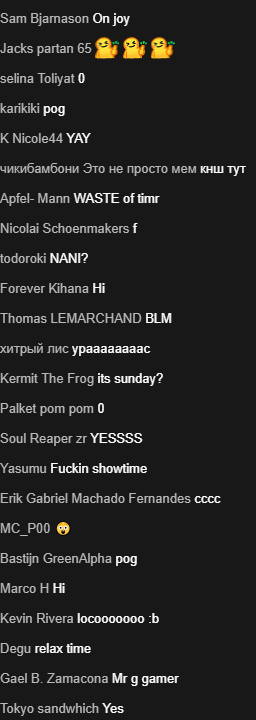 Sam Bjarnason On joy
Jacks partan 65
selina Toliyat 0
karikiki pog
K Nicole44 YAY
чикибамбони Это не просто мем кнш тут
Apfel- Mann WASTE of timr
Nicolai Schoenmakers f
todoroki NANI?
Forever Kihana Hi
Thomas LEMARCHAND BLM
хитрый лис ураааааааас
Kermit The Frog its sunday?
Palket pom pom 0
Soul Reaper zr YESSSS
Yasumu Fuckin showtime
Erik Gabriel Machado Fernandes cccc
MC_P00
Bastijn GreenAlpha pog
Marco H Hi
Kevin Rivera locooooooo :b
Degu relax time
Gael B. Zamacona Mr g gamer
Tokyo sandwhich Yes